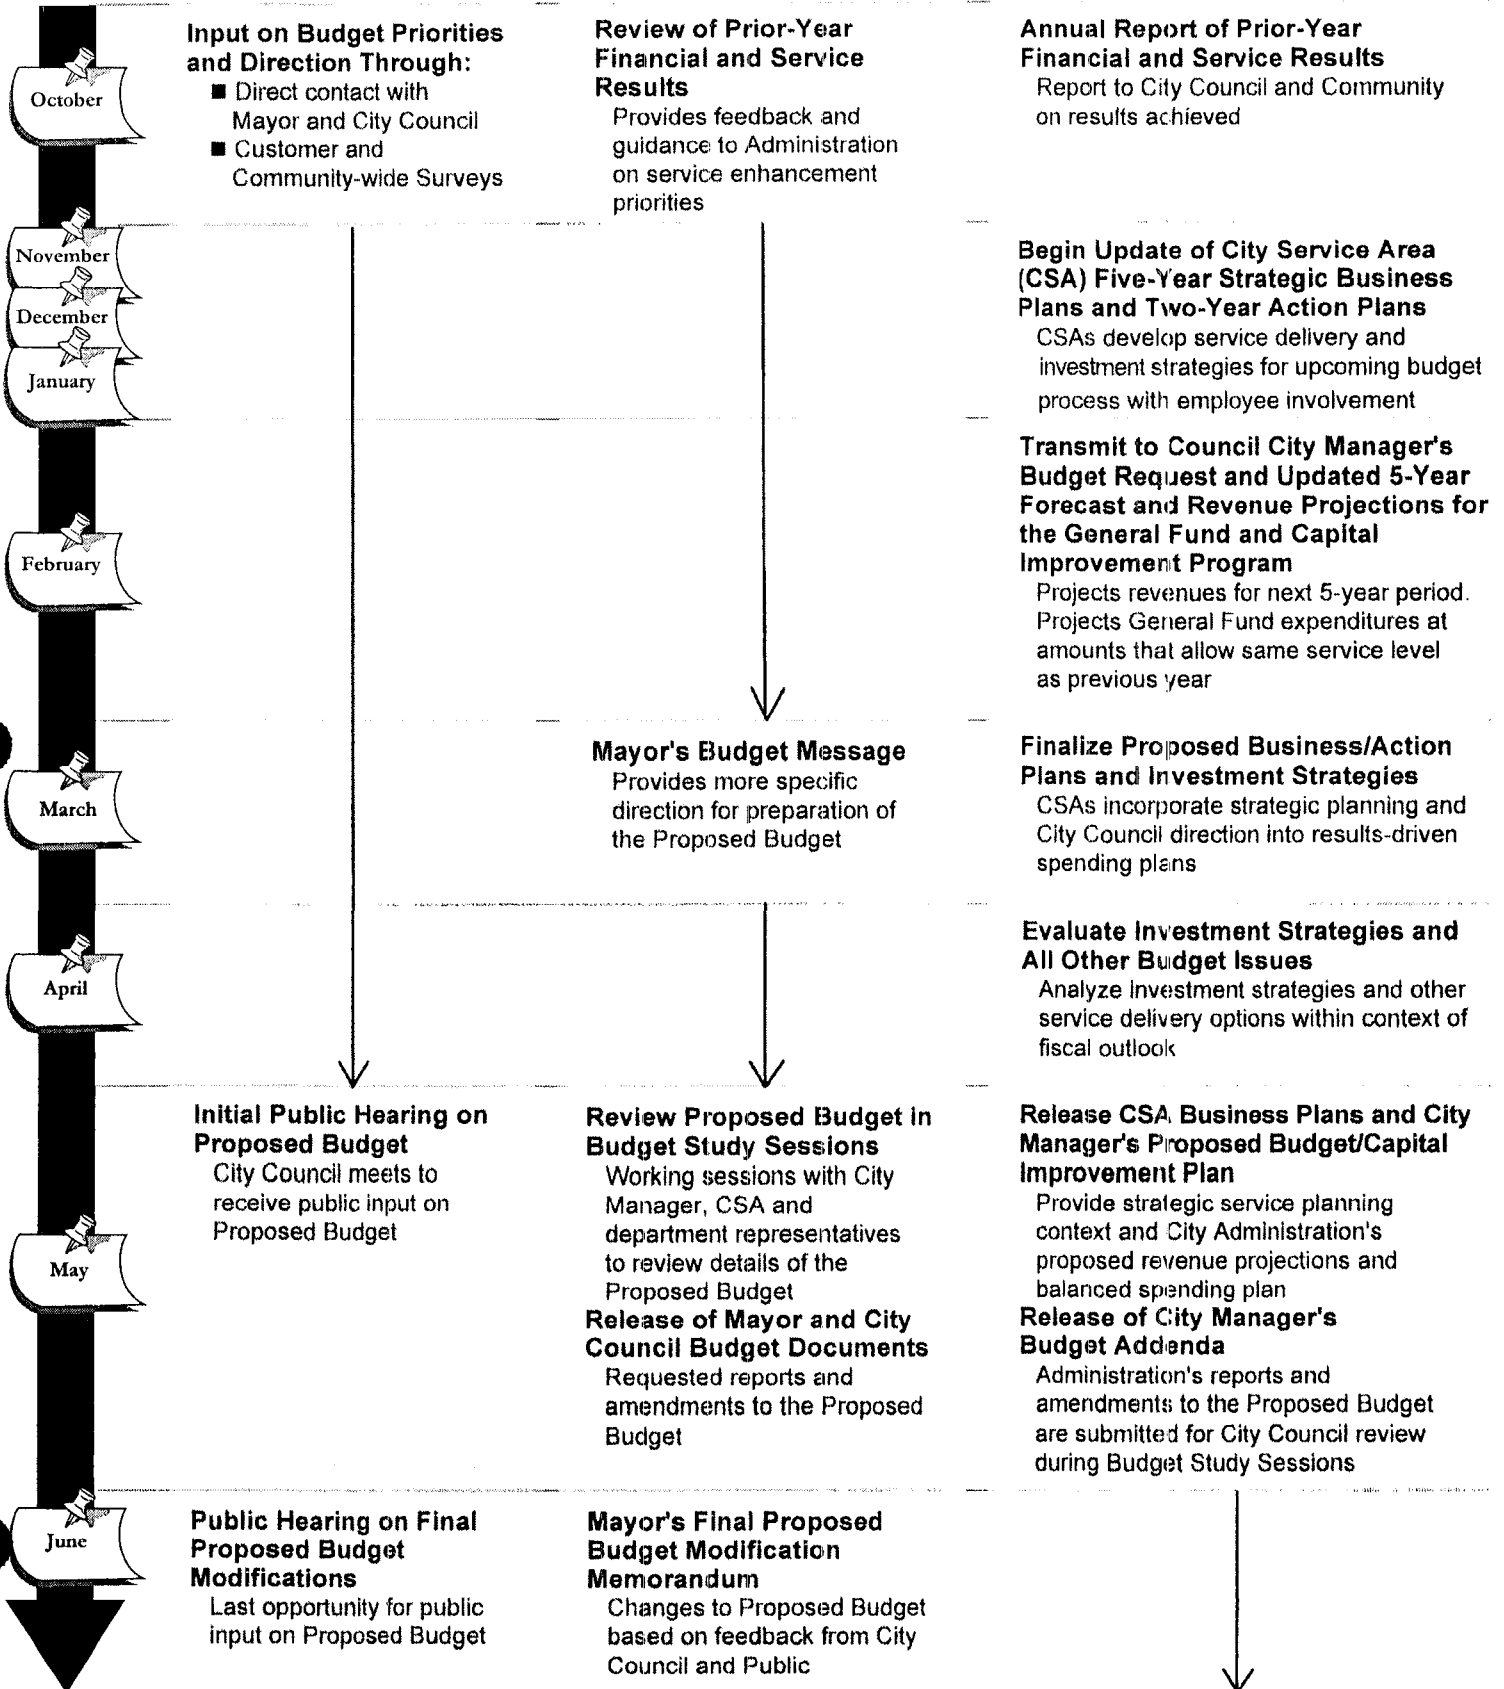 October
Input on Budget Priorities
and Direction Through:
■ Direct contact with
Mayor and City Council
■ Customer and
Community-wide Surveys
Review of Prior-Year
Financial and Service
Results
Provides feedback and
guidance to Administration
on service enhancement
priorities
Annual Report of Prior-Year
Financial and Service Results
Report to City Council and Community
on results achieved
November
December
January
Begin Update of City Service Area
(CSA) Five-Year Strategic Business
Plans and Two-Year Action Plans
CSAs develop service delivery and
investment strategies for upcoming budget
process with employee involvement
February
Transmit to Council City Manager's
Budget Request and Updated 5-Year
Forecast and Revenue Projections for
the General Fund and Capital
Improvement Program
Projects revenues for next 5-year period.
Projects General Fund expenditures at
amounts that allow same service level
as previous year
March
Mayor's Budget Message
Provides more specific
direction for preparation of
the Proposed Budget
Finalize Proposed Business/Action
Plans and Investment Strategies
CSAs incorporate strategic planning and
City Council direction into results-driven
spending plans
April
Evaluate Investment Strategies and
All Other Budget Issues
Analyze investment strategies and other
service delivery options within context of
fiscal outlook
May
Initial Public Hearing on
Proposed Budget
City Council meets to
receive public input on
Proposed Budget
Review Proposed Budget in
Budget Study Sessions
Working sessions with City
Manager, CSA and
department representatives
to review details of the
Proposed Budget
Release of Mayor and City
Council Budget Documents
Requested reports and
amendments to the Proposed
Budget
Release CSA Business Plans and City
Manager's Proposed Budget/Capital
Improvement Plan
Provide strategic service planning
context and City Administration's
proposed revenue projections and
balanced spending plan
Release of City Manager's
Budget Addenda
Administration's reports and
amendments to the Proposed Budget
are submitted for City Council review
during Budget Study Sessions
June
Public Hearing on Final
Proposed Budget
Modifications
Last opportunity for public
input on Proposed Budget
Mayor's Final Proposed
Budget Modification
Memorandum
Changes to Proposed Budget
based on feedback from City
Council and Public